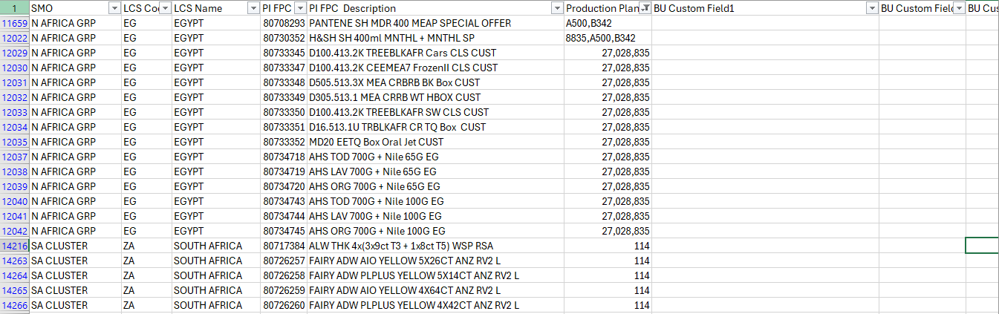 1 SMO LCS Co LCS Name PI FPC PI FPC Description Production Plan BU Custom Field1 BU Custom Fiel BU Cus
11659 N AFRICA GRP EG EGYPT 80708293 PANTENE SH MDR 400 MEAP SPECIAL OFFER A500,B342
12022 N AFRICA GRP EG EGYPT 80730352 H&SH SH 400ml MNTHL + MNTHL SP 8835,A500,B342
12029 N AFRICA GRP EG EGYPT 80733345 D100.413.2K TREEBLKAFR Cars CLS CUST 27,028,835
12030 N AFRICA GRP EG EGYPT 80733347 D100.413.2K CEEMEA7 FrozenII CLS CUST 27,028,835
12031 N AFRICA GRP EG EGYPT 80733348 D505.513.3X MEA CRBRB BK Box CUST 27,028,835
12032 N AFRICA GRP EG EGYPT 80733349 D305.513.1 MEA CRRB WT HBOX CUST 27,028,835
12033 N AFRICA GRP EG EGYPT 80733350 D100.413.2K TREEBLKAFR SW CLS CUST 27,028,835
12034 N AFRICA GRP EG EGYPT 80733351 D16.513.1U TRBLKAFR CR TQ Box CUST 27,028,835
12035 N AFRICA GRP EG EGYPT 80733352 MD20 EETQ Box Oral Jet CUST 27,028,835
12037 N AFRICA GRP EG EGYPT 80734718 AHS TOD 700G + Nile 65G EG 27,028,835
12038 N AFRICA GRP EG EGYPT 80734719 AHS LAV 700G + Nile 65G EG 27,028,835
12039 N AFRICA GRP EG EGYPT 80734720 AHS ORG 700G + Nile 65G EG 27,028,835
12040 N AFRICA GRP EG EGYPT 80734743 AHS TOD 700G + Nile 100G EG 27,028,835
12041 N AFRICA GRP EG EGYPT 80734744 AHS LAV 700G + Nile 100G EG 27,028,835
12042 N AFRICA GRP EG EGYPT 80734745 AHS ORG 700G + Nile 100G EG 27,028,835
14216 SA CLUSTER ZA SOUTH AFRICA 80717384 ALW THK 4x(3x9ct T3 + 1x8ct T5) WSP RSA 114
14263 SA CLUSTER ZA SOUTH AFRICA 80726257 FAIRY ADW AIO YELLOW 5X26CT ANZ RV2 L 114
14264 SA CLUSTER ZA SOUTH AFRICA 80726258 FAIRY ADW PLPLUS YELLOW 5X14CT ANZ RV2 L 114
14265 SA CLUSTER ZA SOUTH AFRICA 80726259 FAIRY ADW AIO YELLOW 4X64CT ANZ RV2 L 114
14266 SA CLUSTER ZA SOUTH AFRICA 80726260 FAIRY ADW PLPLUS YELLOW 4X42CT ANZ RV2 L 114